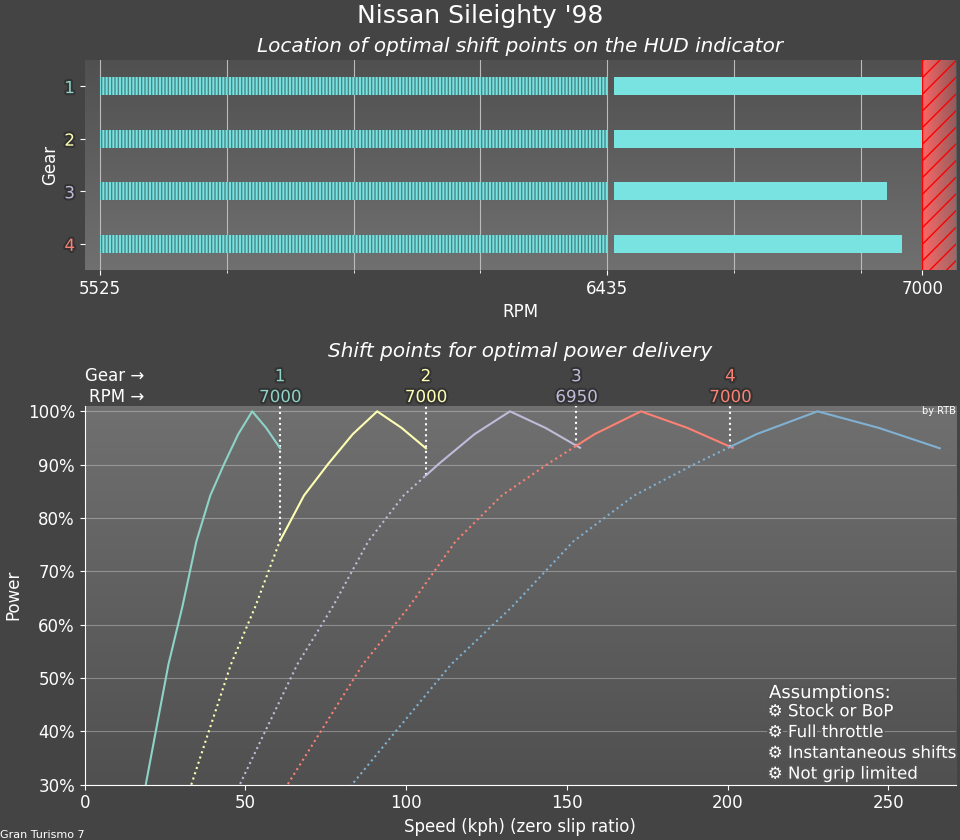 Nissan Sileighty '98
Location of optimal shift points on the HUD indicator
Gear
1
2
3
4
5525 6435 7000
RPM
Shift points for optimal power delivery
Gear → 1 2 3 4
RPM → 7000 7000 6950 7000
by RTB
Power
100%
90%
80%
70%
60%
50%
40%
30%
Assumptions:
⚙ Stock or BoP
⚙ Full throttle
⚙ Instantaneous shifts
⚙ Not grip limited
0 50 100 150 200 250
Speed (kph) (zero slip ratio)
Gran Turismo 7